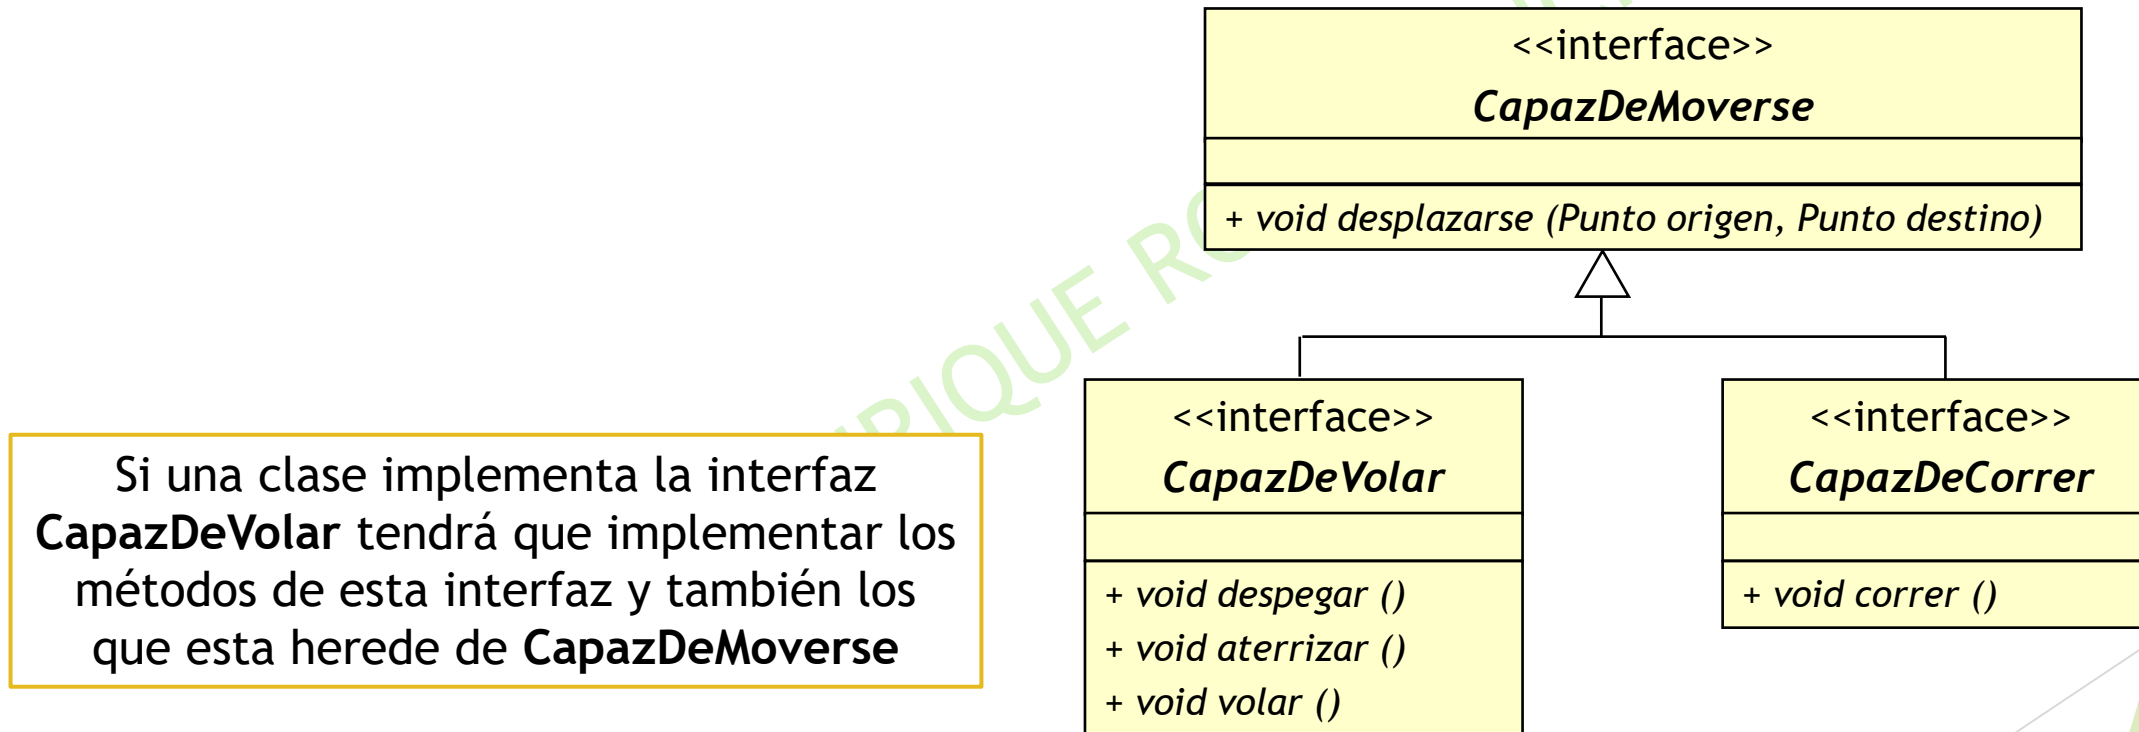 <<interface>>
CapazDeMoverse
+ void desplazarse (Punto origen, Punto destino)
Si una clase implementa la interfaz
CapazDeVolar tendrá que implementar los
métodos de esta interfaz y también los
que esta herede de CapazDeMoverse
<<interface>>
CapazDeVolar
+ void despegar ()
+ void aterrizar ()
+ void volar ()
<<interface>>
CapazDeCorrer
+ void correr ()